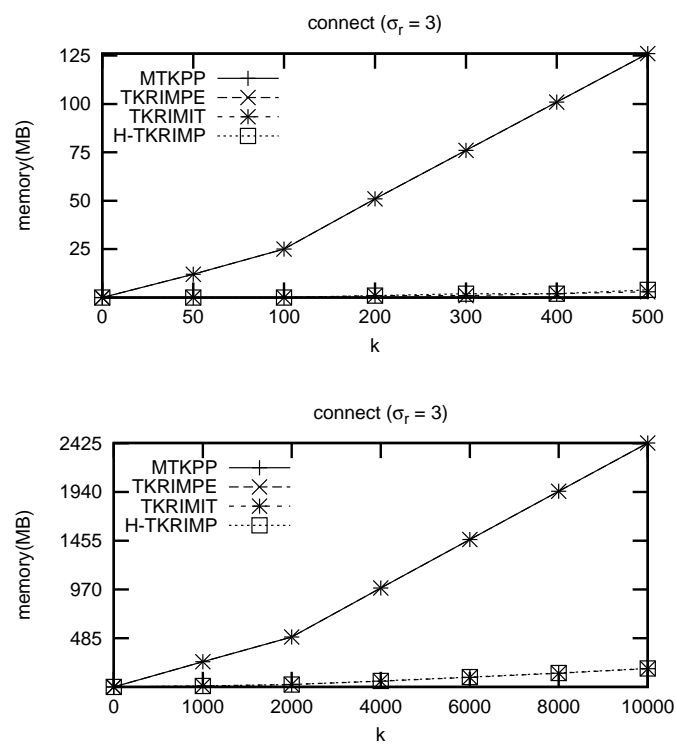 connect (σr = 3)
125
100
75
50
25
memory(MB)
MTKPP
TKRIMPE
TKRIMIT
H-TKRIMP
0 50 100 200 300 400 500
k
connect (σr = 3)
2425
1940
1455
970
485
memory(MB)
MTKPP
TKRIMPE
TKRIMIT
H-TKRIMP
0 1000 2000 4000 6000 8000 10000
k